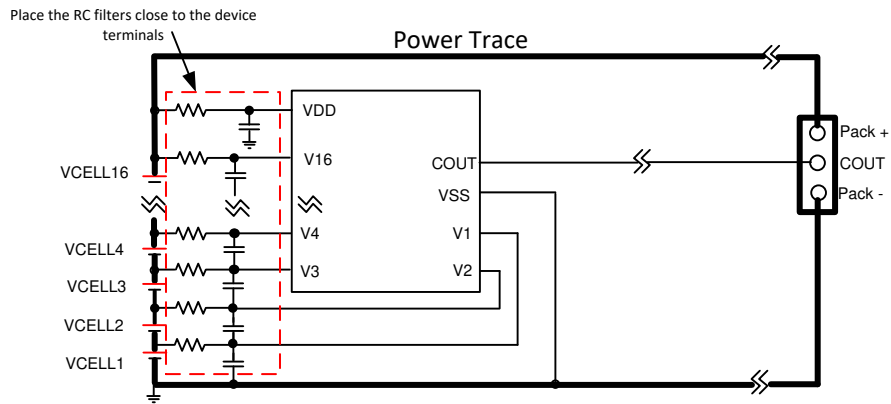 Place the RC filters close to the device
terminals
Power Trace
VDD
V16
COUT
VSS
V4
V1
V3
V2
VCELL16
VCELL4
VCELL3
VCELL2
VCELL1
Pack +
COUT
Pack -